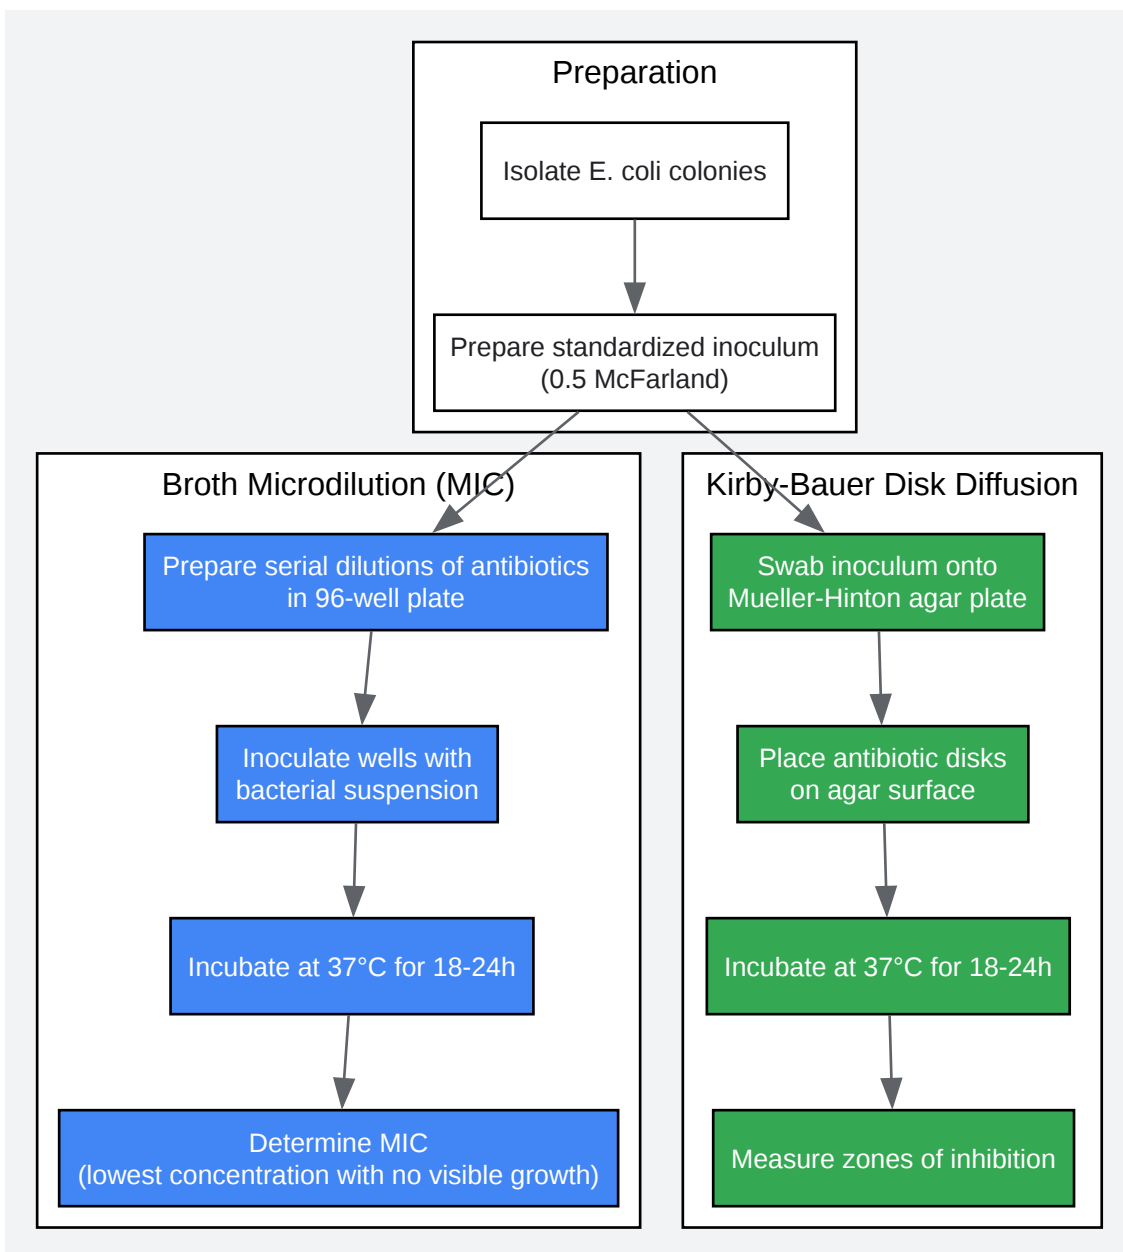 Preparation
Isolate E. coli colonies
Prepare standardized inoculum
(0.5 McFarland)
Broth Microdilution (MIC)
Prepare serial dilutions of antibiotics
in 96-well plate
Inoculate wells with
bacterial suspension
Incubate at 37°C for 18-24h
Determine MIC
(lowest concentration with no visible growth)
Kirby-Bauer Disk Diffusion
Swab inoculum onto
Mueller-Hinton agar plate
Place antibiotic disks
on agar surface
Incubate at 37°C for 18-24h
Measure zones of inhibition